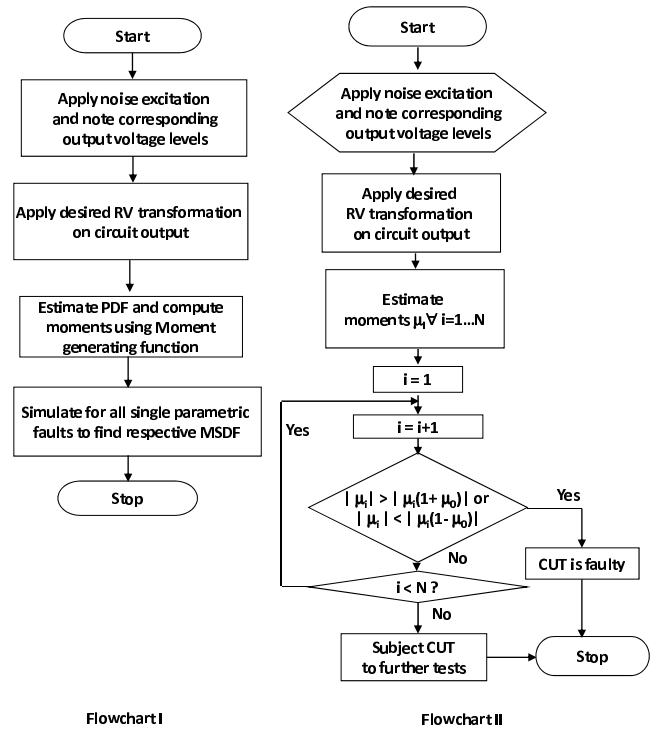 Start
Apply noise excitation
and note corresponding
output voltage levels
Apply desired RV transformation
on circuit output
Estimate PDF and compute
moments using Moment
generating function
Simulate for all single parametric
faults to find respective MSDF
Stop
Flowchart I
Start
Apply noise excitation
and note corresponding
output voltage levels
Apply desired
RV transformation
on circuit output
Estimate
moments μi∀ i=1...N
i = 1
Yes
i = i+1
| μi| > | μi(1+ μ0)| or
| μi | < | μi(1- μ0)|
Yes
No
CUT is faulty
i < N ?
No
Subject CUT
to further tests
Stop
Flowchart II